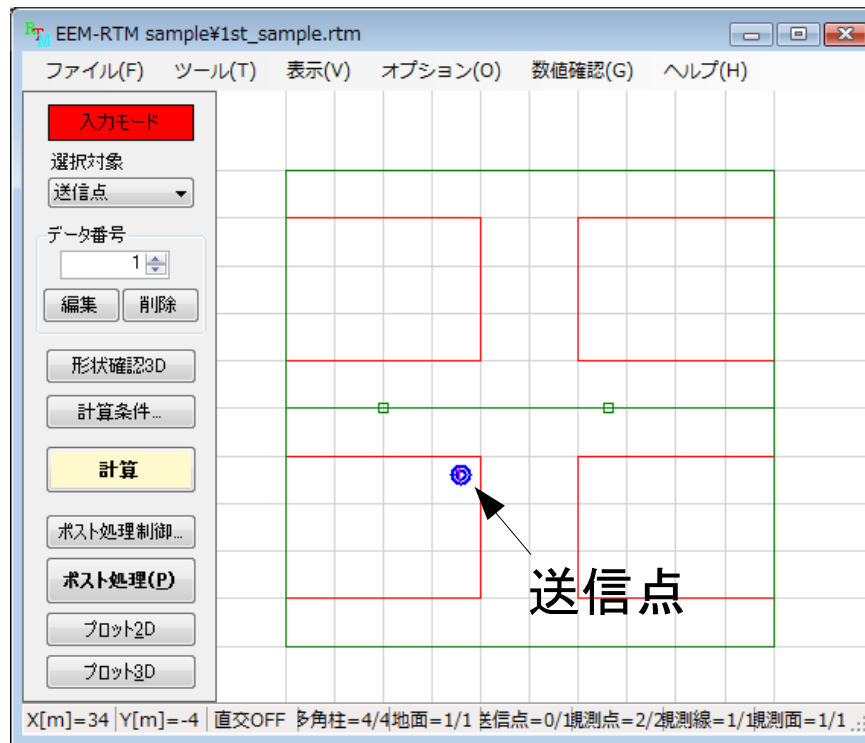 EEM-RTM sample¥1st_sample.rtm
ファイル(F) ツール(T) 表示(V) オプション(O) 数値確認(G) ヘルプ(H)
入力モード
選択対象
送信点
データ番号
1
編集 削除
形状確認3D
計算条件...
計算
ポスト処理制御...
ポスト処理(P)
プロット2D
プロット3D
送信点
X[m]=34 Y[m]=-4 直交OFF 多角柱=4/4 地面=1/1 送信点=0/1 観測点=2/2 観測線=1/1 観測面=1/1